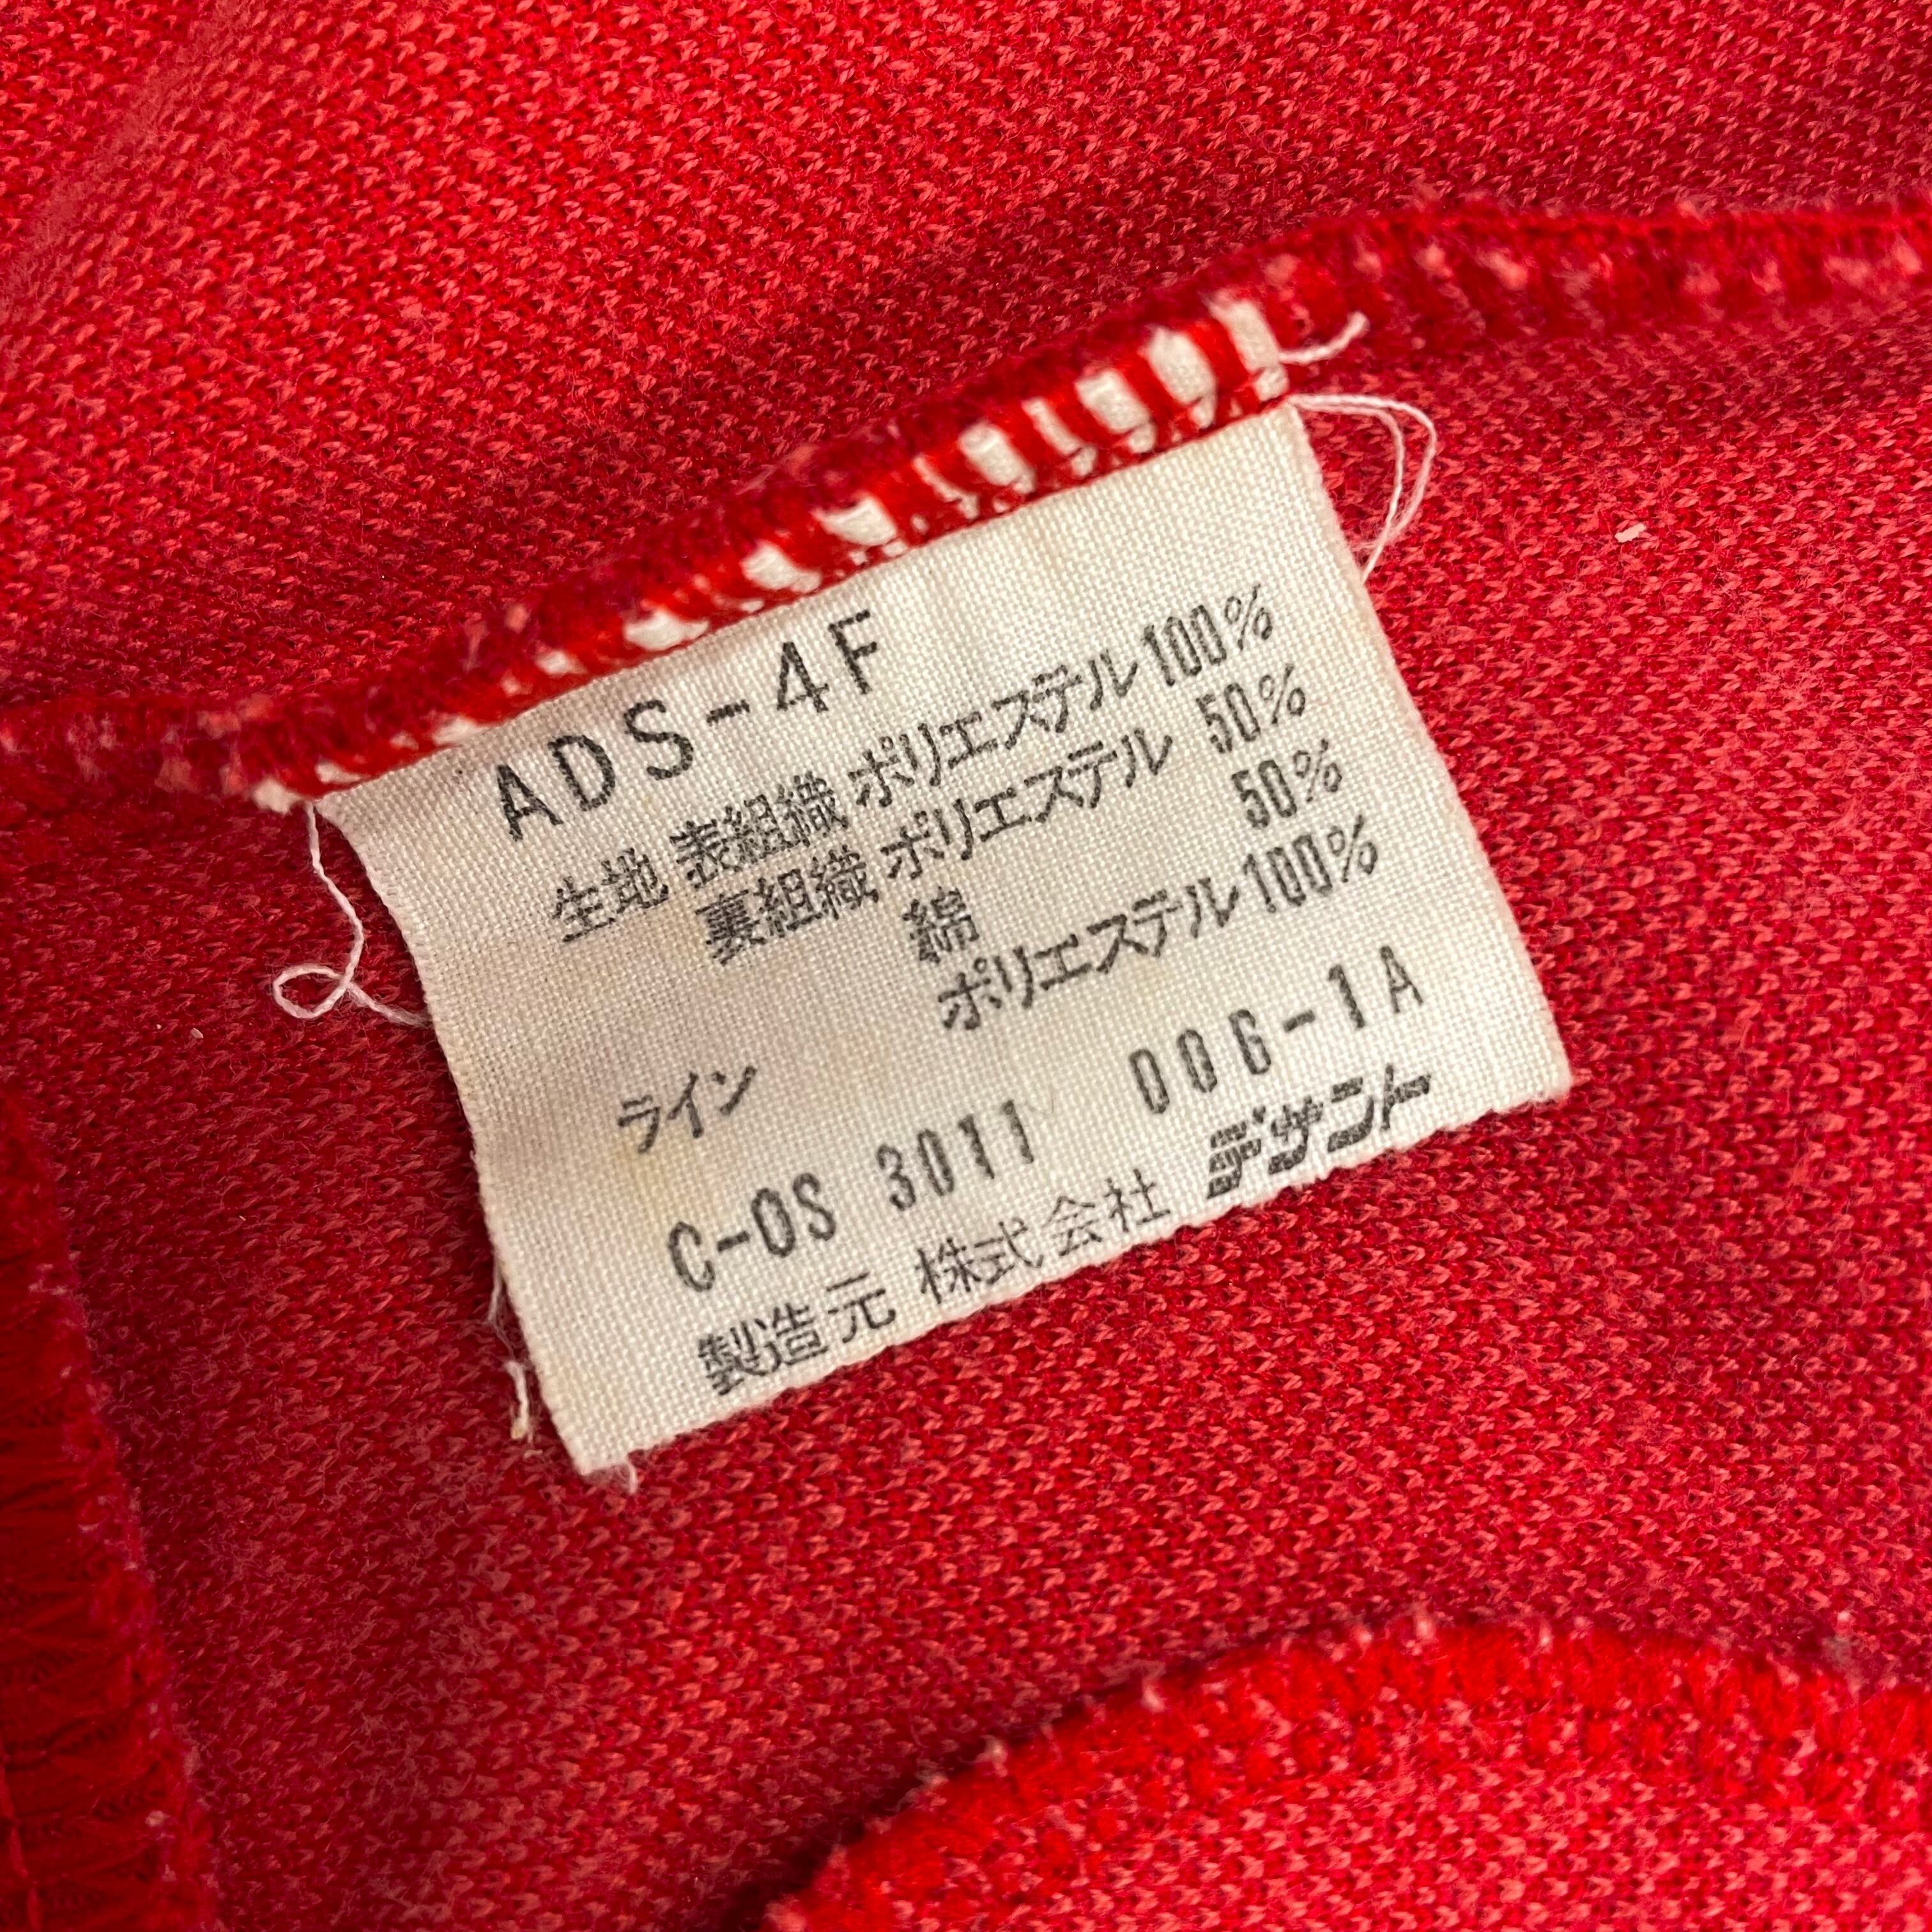 ADS-4F
生地 表組織 ポリエステル 100%
裏組織 ポリエステル 50%
綿 50%
ライン ポリエステル 100%
C-OS 3011 006-1A
製造元 株式会社 デサント